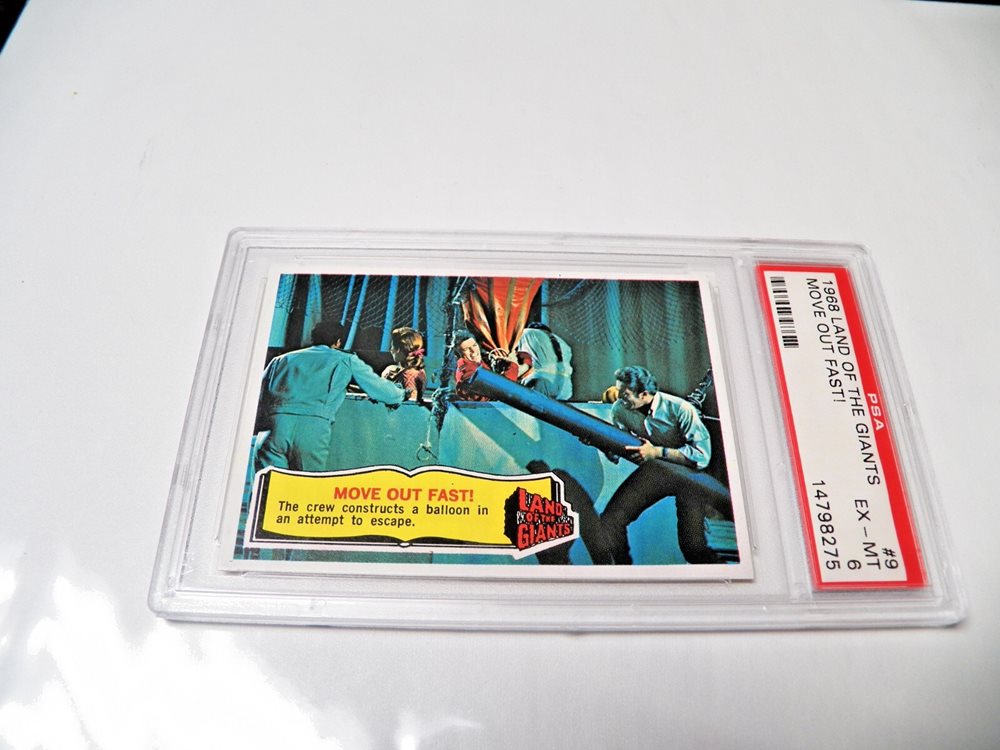 MOVE OUT FAST!
The crew constructs a balloon in
an attempt to escape.
LAND
OF THE
GIANTS
PSA
1968 LAND OF THE GIANTS #9
MOVE OUT FAST! EX - MT
14798275 6